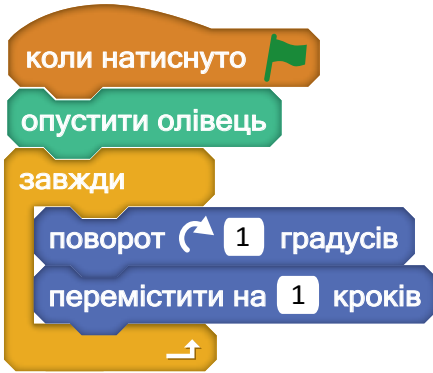 коли натиснуто
опустити олівець
завжди
поворот 1 градусів
перемістити на 1 кроків